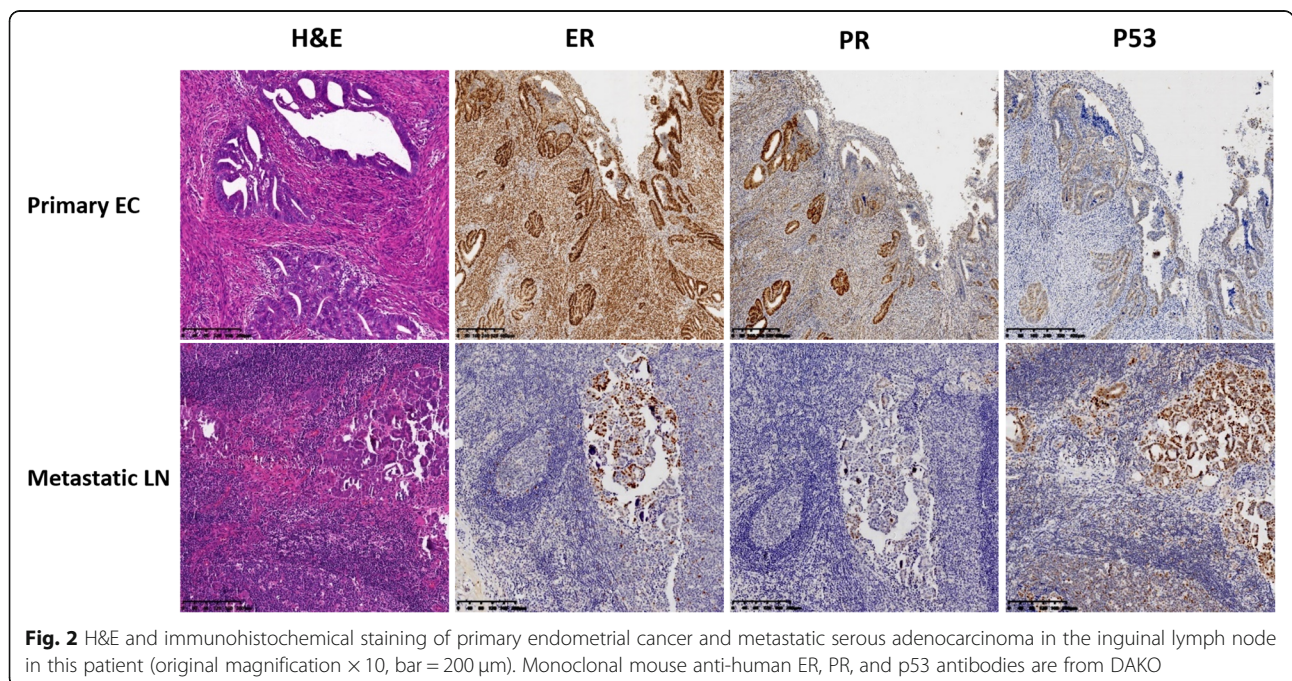 H&E ER PR P53
Primary EC
Metastatic LN
Fig. 2 H&E and immunohistochemical staining of primary endometrial cancer and metastatic serous adenocarcinoma in the inguinal lymph node
in this patient (original magnification × 10, bar = 200 μm). Monoclonal mouse anti-human ER, PR, and p53 antibodies are from DAKO